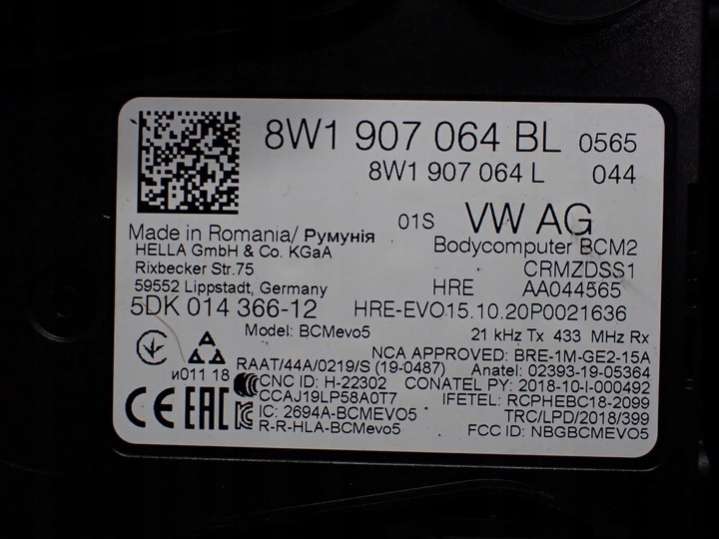 8W1 907 064 BL 0565
8W1 907 064 L 044
01S VW AG
Made in Romania/ Румунія
HELLA GmbH & Co. KGaA
Bodycomputer BCM2
Rixbecker Str.75
CRMZDSS1
59552 Lippstadt, Germany
HRE AA044565
5DK 014 366-12 HRE-EVO15.10.20P0021636
Model: BCMevo5 21 kHz Tx 433 MHz Rx
NCA APPROVED: BRE-1M-GE2-15A
RAAT/44A/0219/S (19-0487) Anatel: 02393-19-05364
и011 18
CNC ID: H-22302 CONATEL PY: 2018-10-I-000492
CCAJ19LP58A0T7 IFETEL: RCPHEBC18-2099
CE EAC
IC: 2694A-BCMEVO5 TRC/LPD/2018/399
R-R-HLA-BCMevo5 FCC ID: NBGBCMEVO5